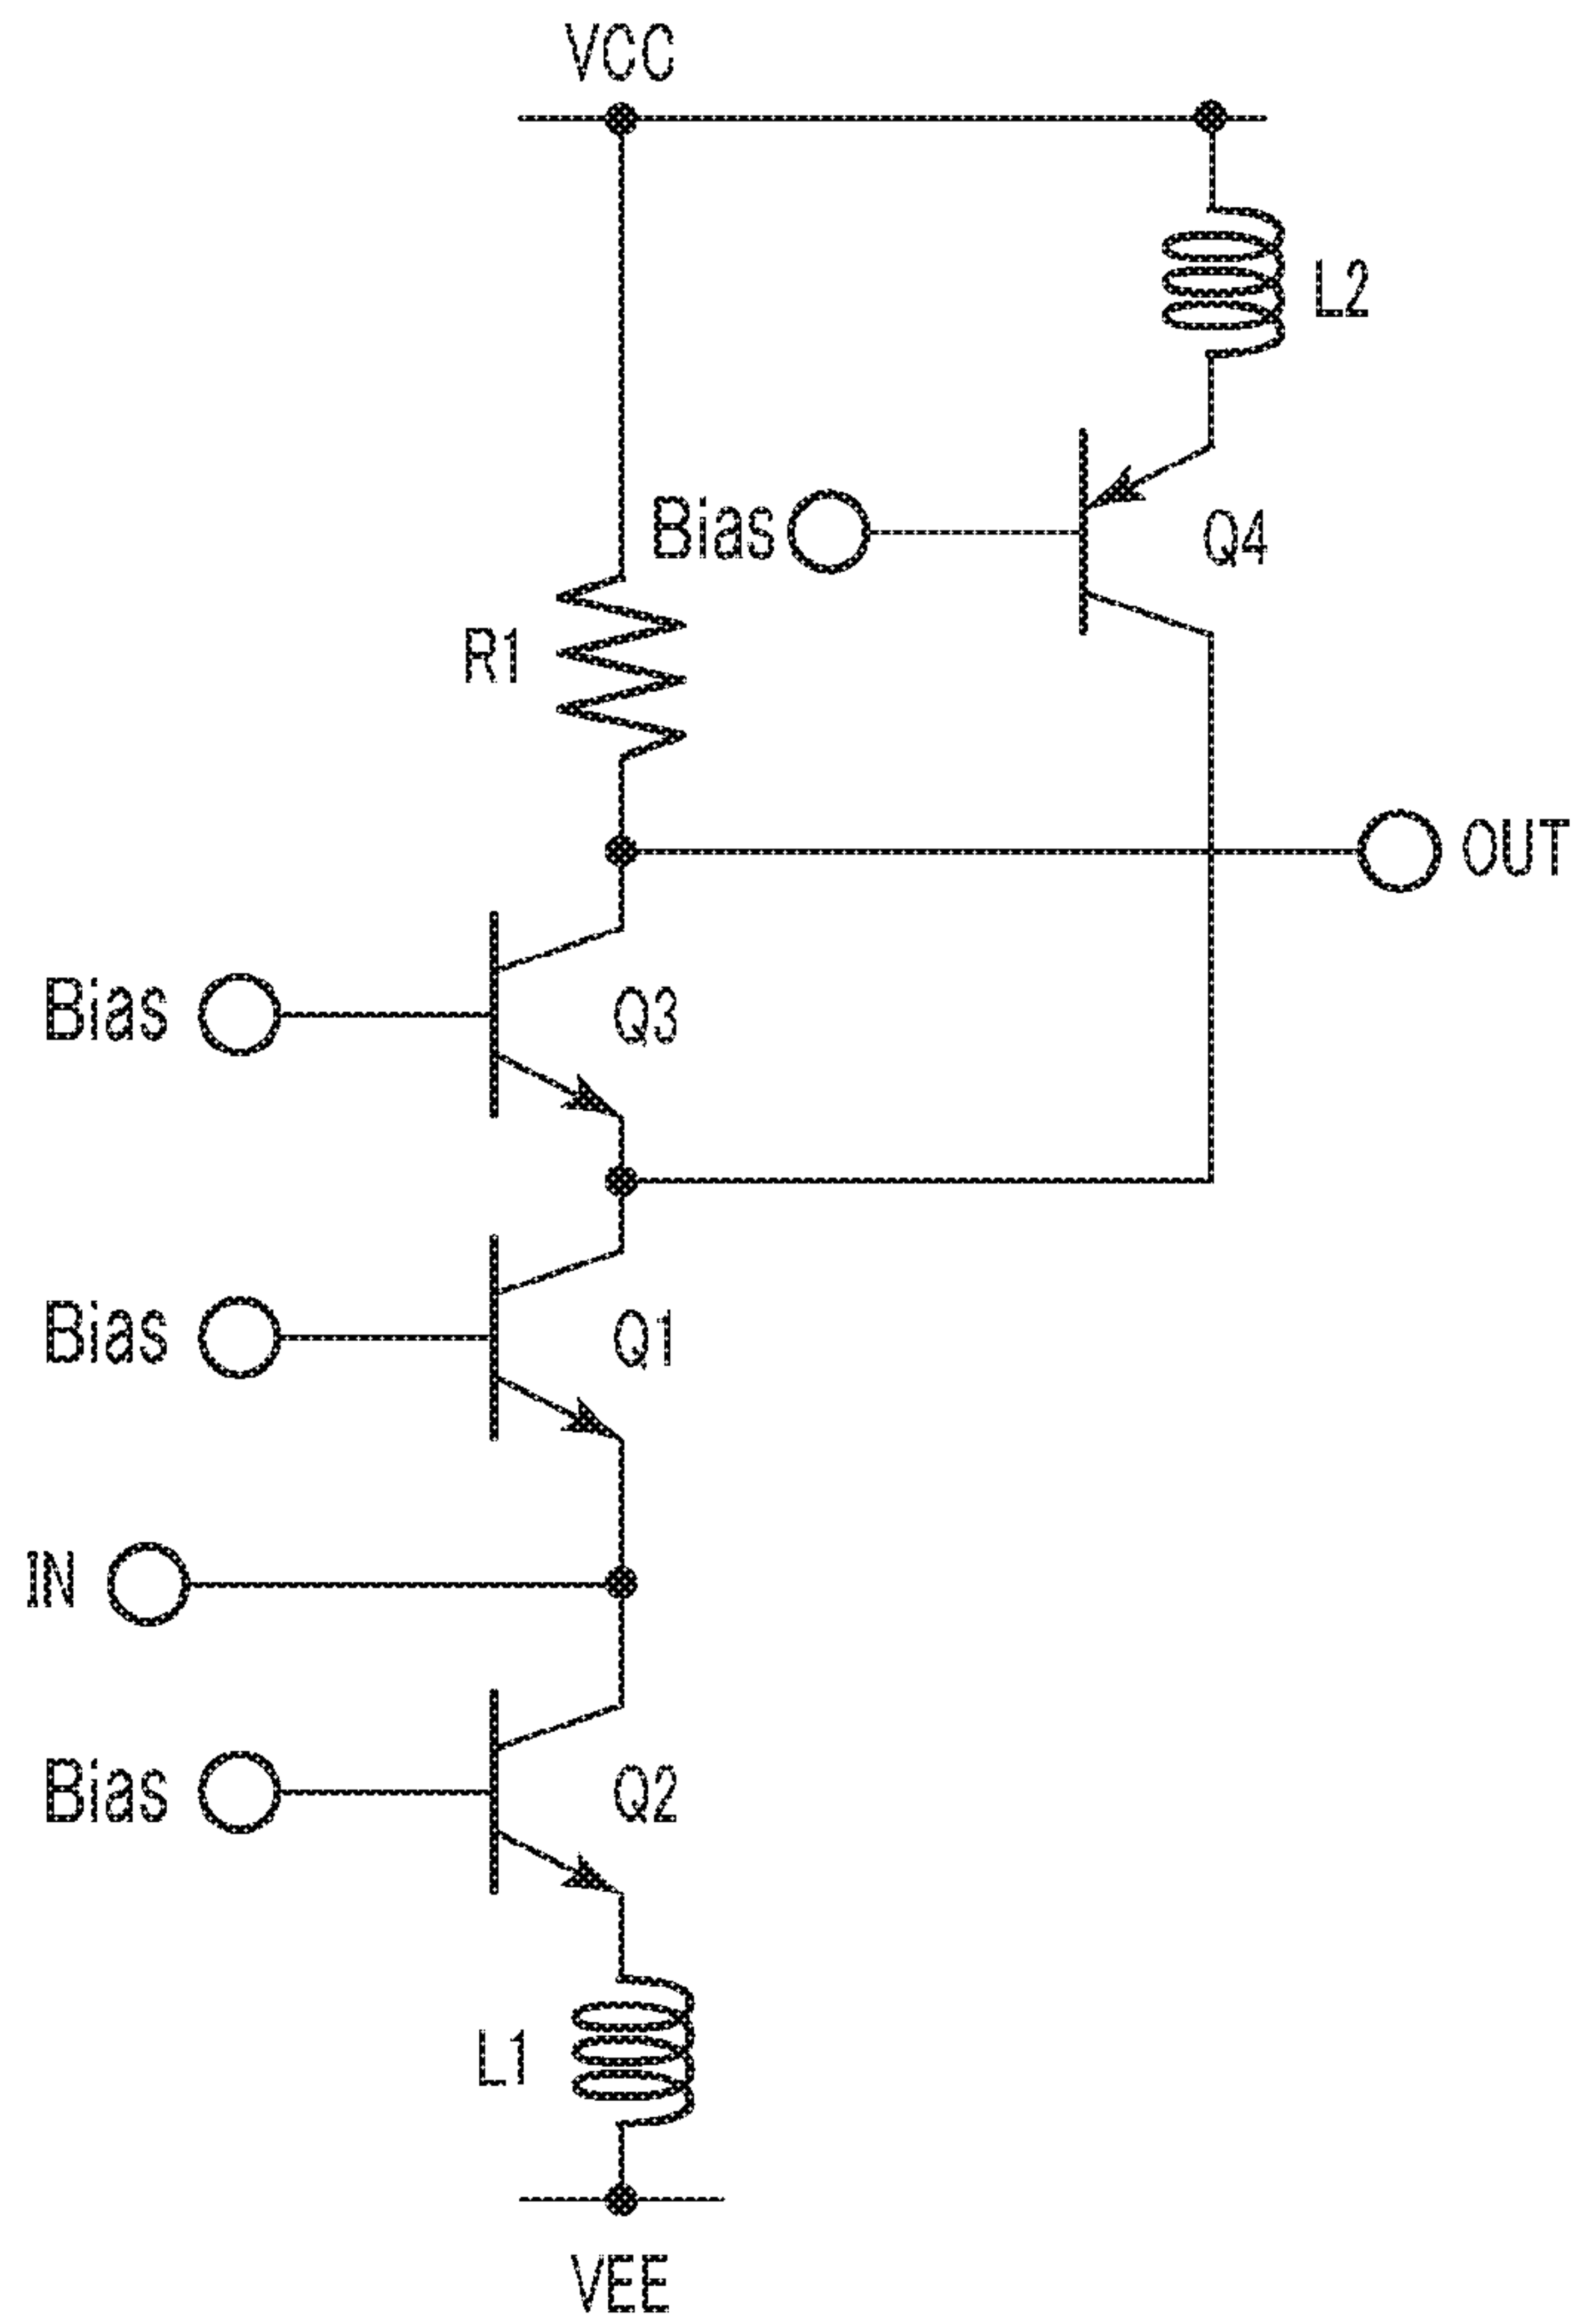 VCC
L2
Bias
Q4
R1
OUT
Bias
Q3
Bias
Q1
IN
Bias
Q2
L1
VEE